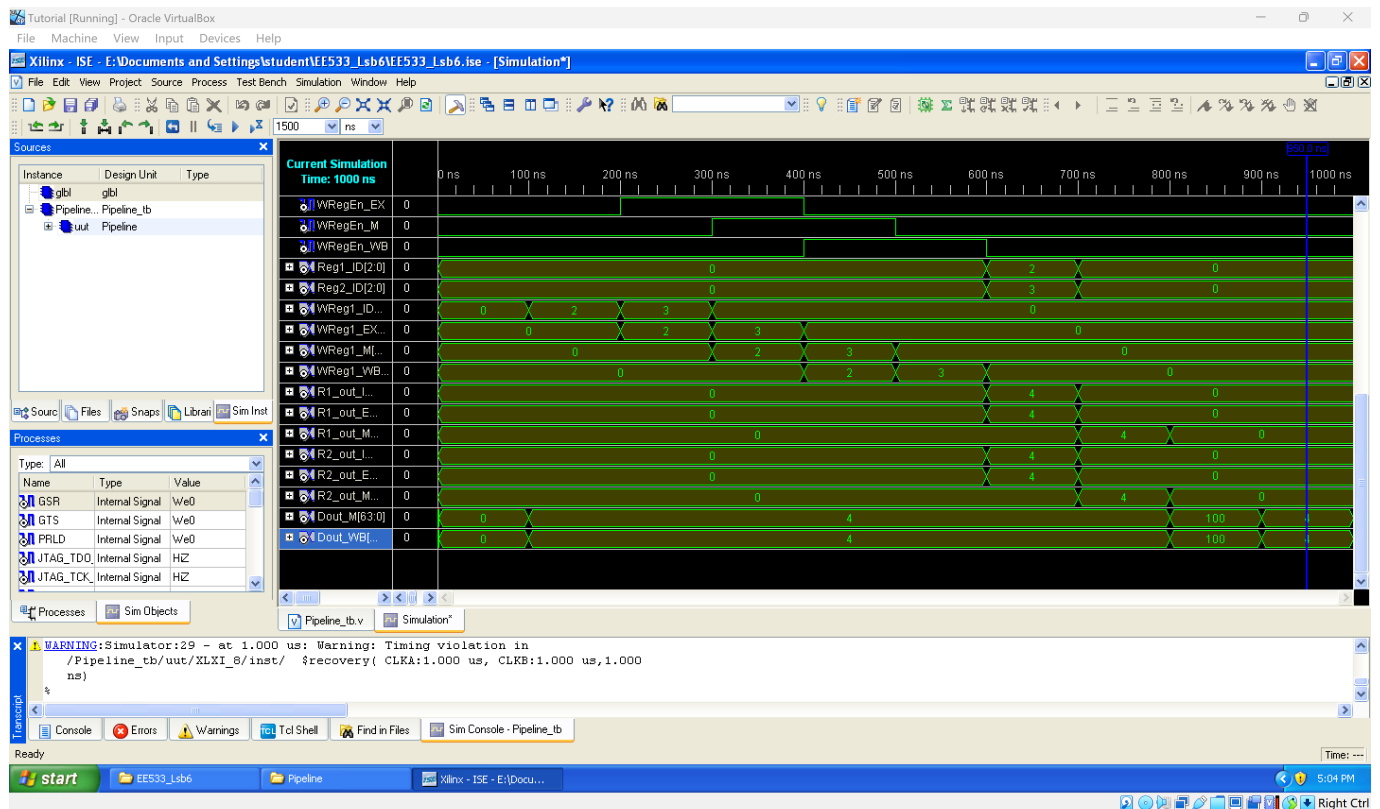 Tutorial [Running] - Oracle VirtualBox
File Machine View Input Devices Help
Xilinx - ISE - E:\Documents and Settings\student\EE533_Lsb6\EE533_Lsb6.ise - [Simulation*]
File Edit View Project Source Process Test Bench Simulation Window Help
1500 ns
Sources
Instance Design Unit Type
glbl glbl
Pipeline... Pipeline_tb
uut Pipeline
Sourc Files Snaps Librari Sim Inst
Processes
Type: All
Name Type Value
GSR Internal Signal We0
GTS Internal Signal We0
PRLD Internal Signal We0
JTAG_TDO_ Internal Signal HiZ
JTAG_TCK_ Internal Signal HiZ
Processes Sim Objects
950.0 ns
Current Simulation
Time: 1000 ns
0 ns 100 ns 200 ns 300 ns 400 ns 500 ns 600 ns 700 ns 800 ns 900 ns 1000 ns
WRegEn_EX 0
WRegEn_M 0
WRegEn_WB 0
Reg1_ID[2:0] 0 0 2 0
Reg2_ID[2:0] 0 0 3 0
WReg1_ID... 0 0 2 3 0
WReg1_EX... 0 0 2 3 0
WReg1_M[... 0 0 2 3 0
WReg1_WB... 0 0 2 3 0
R1_out_I... 0 0 4 0
R1_out_E... 0 0 4 0
R1_out_M... 0 0 4 0
R2_out_I... 0 0 4 0
R2_out_E... 0 0 4 0
R2_out_M... 0 0 4 0
Dout_M[63:0] 0 0 4 100 4
Dout_WB[... 0 0 4 100 4
Pipeline_tb.v Simulation*
WARNING:Simulator:29 - at 1.000 us: Warning: Timing violation in
/Pipeline_tb/uut/XLXI_8/inst/ $recovery( CLKA:1.000 us, CLKB:1.000 us,1.000
ns)
%
Transcript
Console Errors Warnings Tcl Shell Find in Files Sim Console - Pipeline_tb
Ready Time: ---
start EE533_Lsb6 Pipeline Xilinx - ISE - E:\Docu... 5:04 PM
Right Ctrl